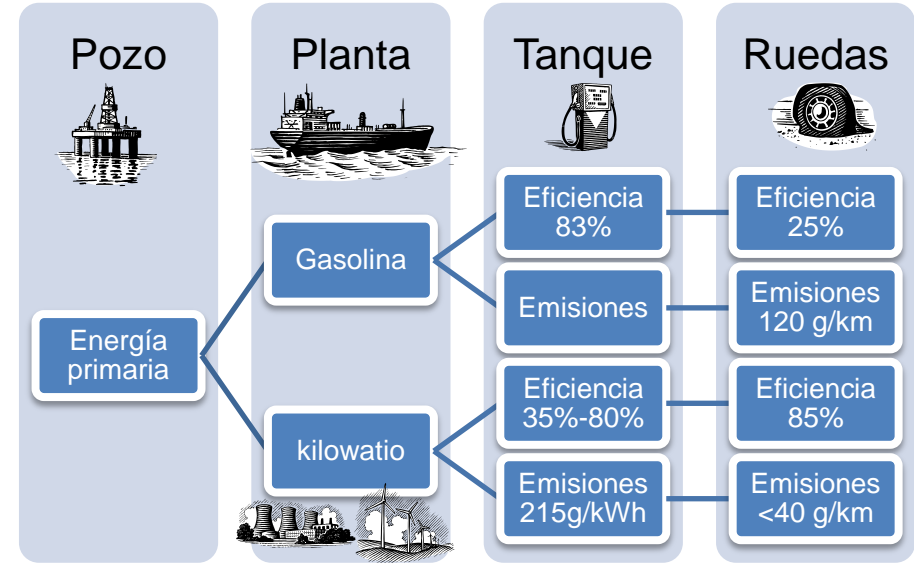 Pozo
Planta
Tanque
Ruedas
Energía
primaria
Gasolina
kilowatio
Eficiencia
83%
Emisiones
Eficiencia
35%-80%
Emisiones
215g/kWh
Eficiencia
25%
Emisiones
120 g/km
Eficiencia
85%
Emisiones
<40 g/km